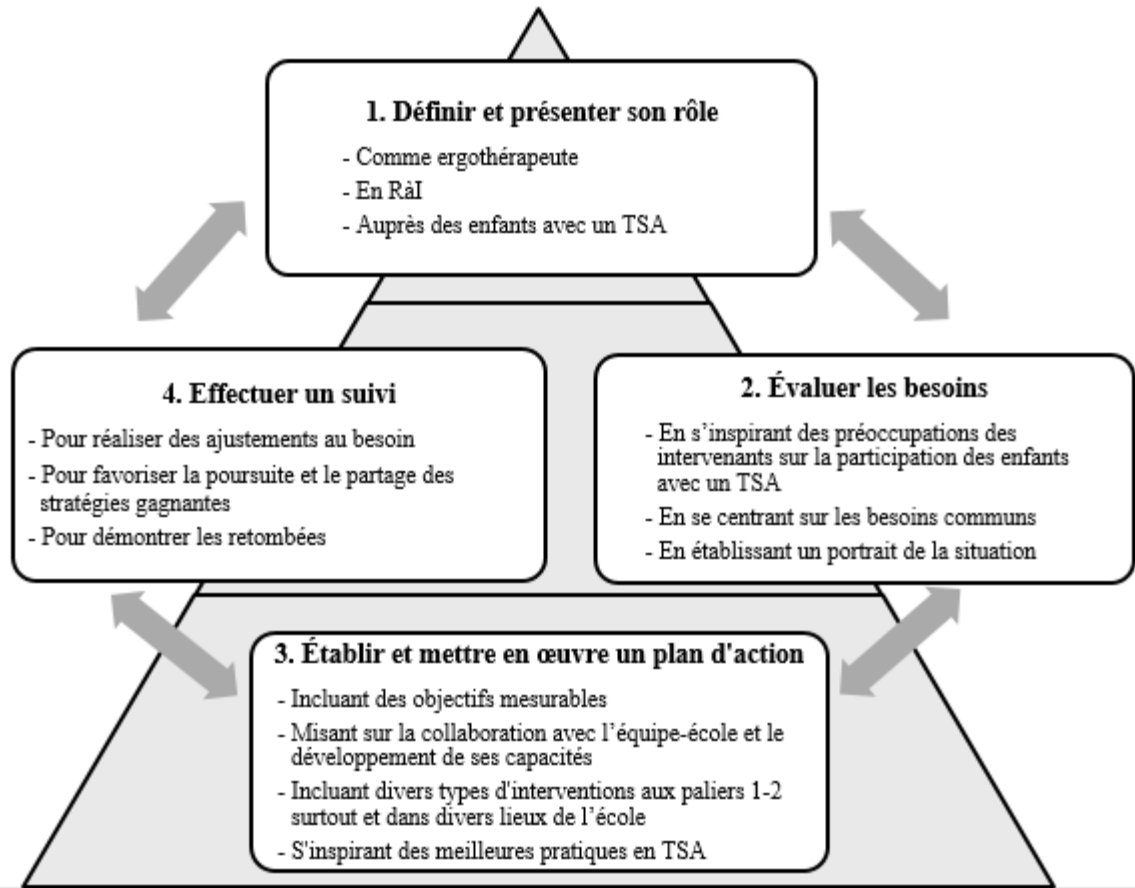 1. Définir et présenter son rôle
- Comme ergothérapeute
- En RàI
- Auprès des enfants avec un TSA
2. Évaluer les besoins
- En s’inspirant des préoccupations des
intervenants sur la participation des enfants
avec un TSA
- En se centrant sur les besoins communs
- En établissant un portrait de la situation
3. Établir et mettre en œuvre un plan d'action
- Incluant des objectifs mesurables
- Misant sur la collaboration avec l’équipe-école et le
développement de ses capacités
- Incluant divers types d'interventions aux paliers 1-2
surtout et dans divers lieux de l’école
- S'inspirant des meilleures pratiques en TSA
4. Effectuer un suivi
- Pour réaliser des ajustements au besoin
- Pour favoriser la poursuite et le partage des
stratégies gagnantes
- Pour démontrer les retombées